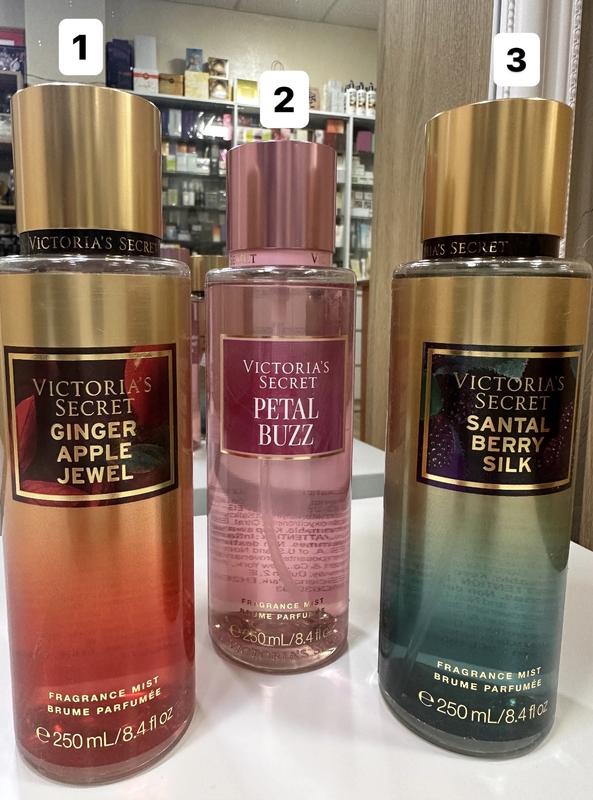 1
VICTORIA'S SECRET
VICTORIA'S
SECRET
GINGER
APPLE
JEWEL
FRAGRANCE MIST
BRUME PARFUMÉE
℮250 mL/8.4 fl oz
2
VICTORIA'S
SECRET
PETAL
BUZZ
FRAGRANCE MIST
BRUME PARFUMÉE
℮250 mL/8.4 fl oz
3
SECRET
VICTORIA'S
SECRET
SANTAL
BERRY
SILK
FRAGRANCE MIST
BRUME PARFUMÉE
℮250 mL/8.4 fl oz